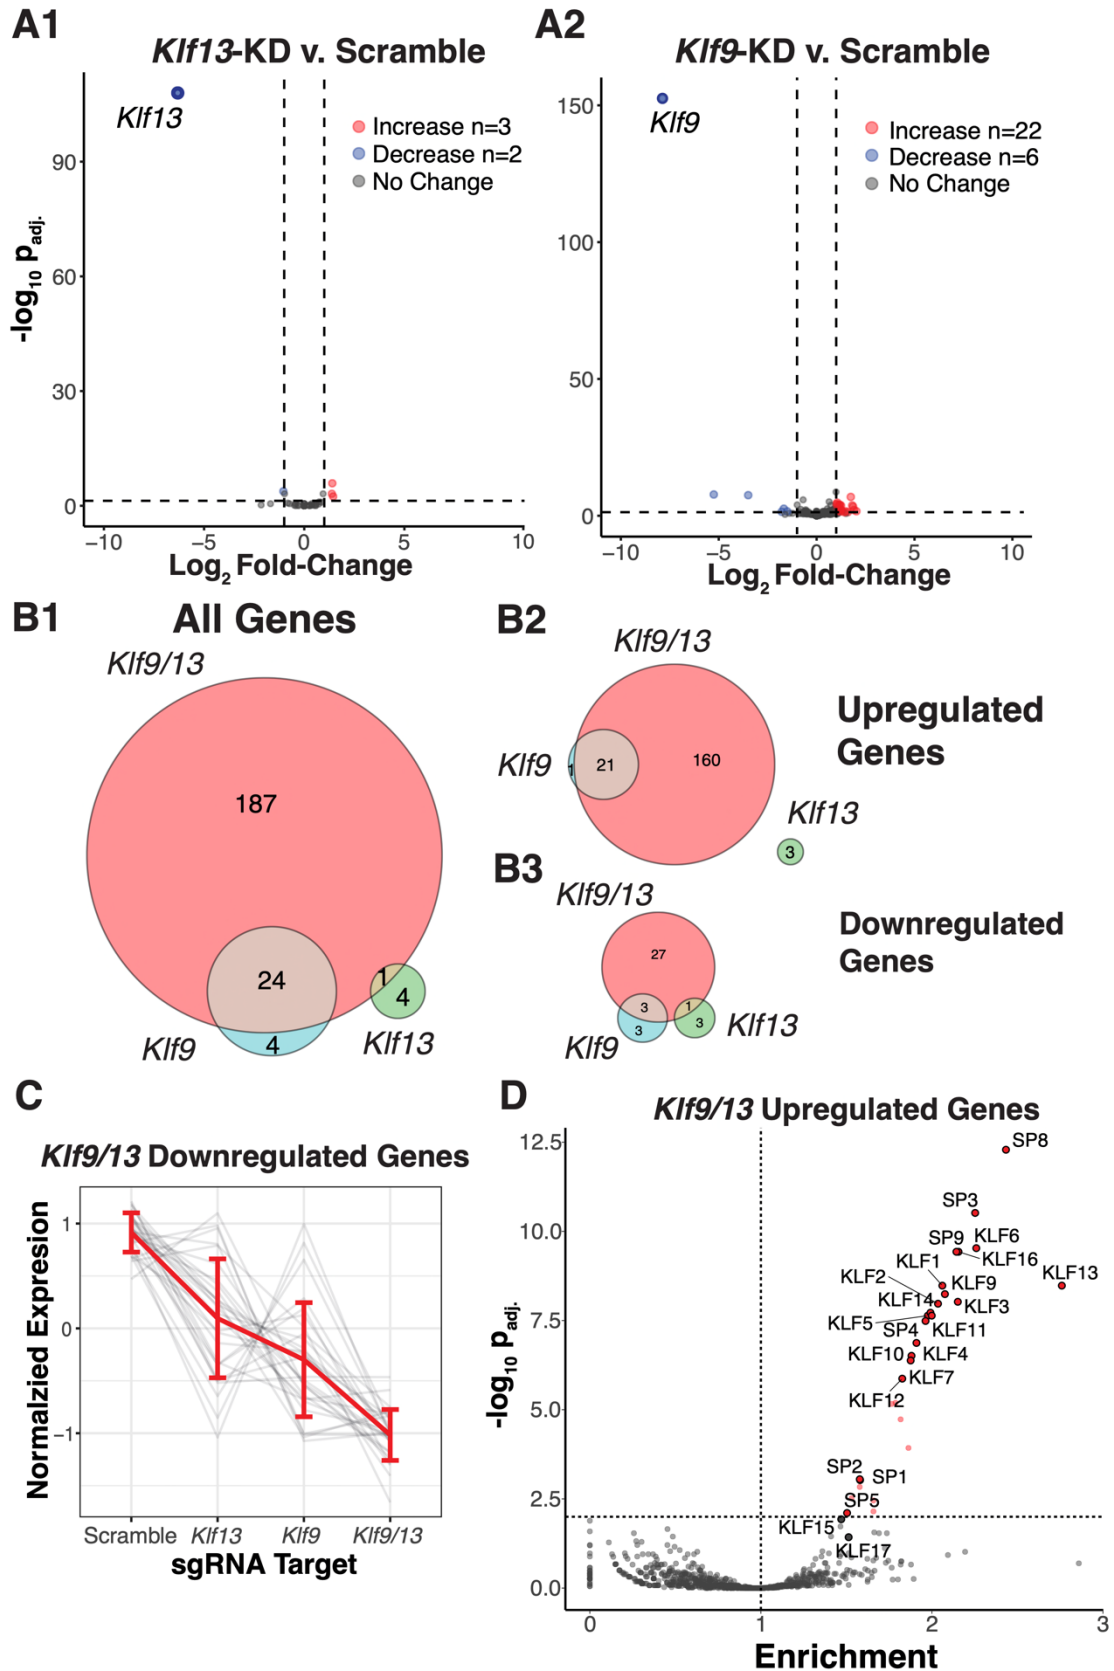 A1
Klf13-KD v. Scramble
Klf13
Increase n=3
Decrease n=2
No Change
-log10 padj.
90
60
30
0
−10
−5
0
5
10
Log2 Fold-Change
A2
Klf9-KD v. Scramble
Klf9
Increase n=22
Decrease n=6
No Change
150
100
50
0
−10
−5
0
5
10
Log2 Fold-Change
B1
All Genes
Klf9/13
187
24
1
4
4
Klf9
Klf13
B2
Klf9/13
Upregulated
Genes
Klf9
1
21
160
Klf13
3
B3
Klf9/13
Downregulated
Genes
27
3
1
3
3
Klf9
Klf13
C
Klf9/13 Downregulated Genes
Normalzied Expression
1
0
−1
Scramble
Klf13
Klf9
Klf9/13
sgRNA Target
D
Klf9/13 Upregulated Genes
-log10 padj.
12.5
10.0
7.5
5.0
2.5
0.0
SP8
SP3
SP9
KLF6
KLF16
KLF1
KLF13
KLF2
KLF9
KLF14
KLF3
KLF5
KLF11
SP4
KLF10
KLF4
KLF7
KLF12
SP2
SP1
SP5
KLF15
KLF17
0
1
2
3
Enrichment